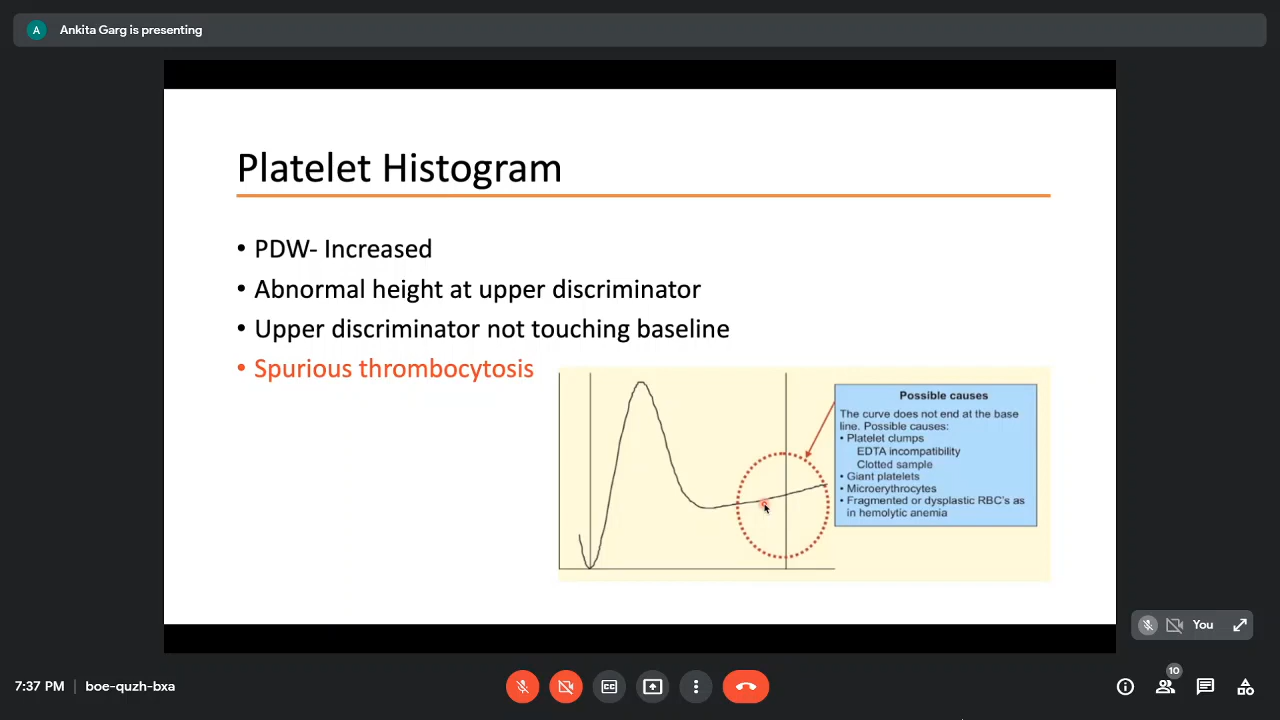 A
Ankita Garg is presenting
Platelet Histogram
• PDW- Increased
• Abnormal height at upper discriminator
• Upper discriminator not touching baseline
• Spurious thrombocytosis
Possible causes
The curve does not end at the base
line. Possible causes:
• Platelet clumps
EDTA incompatibility
Clotted sample
• Giant platelets
• Microerythrocytes
• Fragmented or dysplastic RBC's as
in hemolytic anemia
You
7:37 PM | boe-quzh-bxa
10